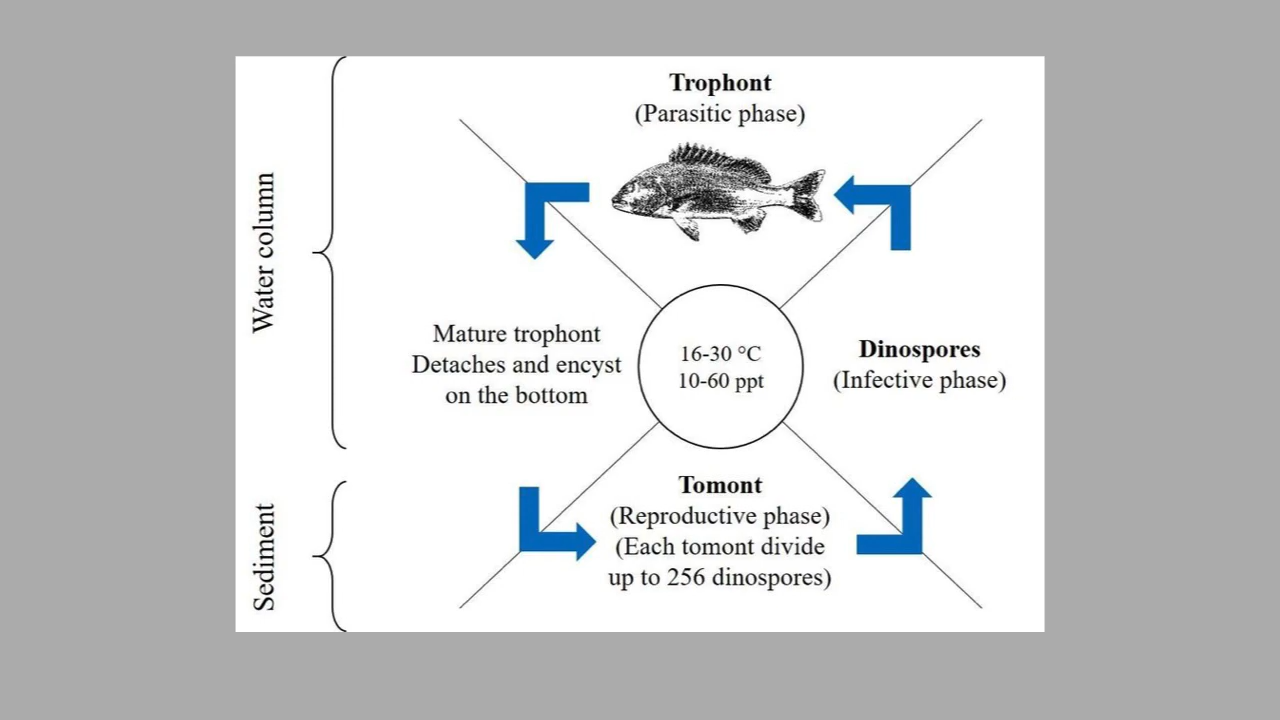 Trophont
(Parasitic phase)
Water column
Mature trophont
Detaches and encyst
on the bottom
16-30 °C
10-60 ppt
Dinospores
(Infective phase)
Sediment
Tomont
(Reproductive phase)
(Each tomont divide
up to 256 dinospores)